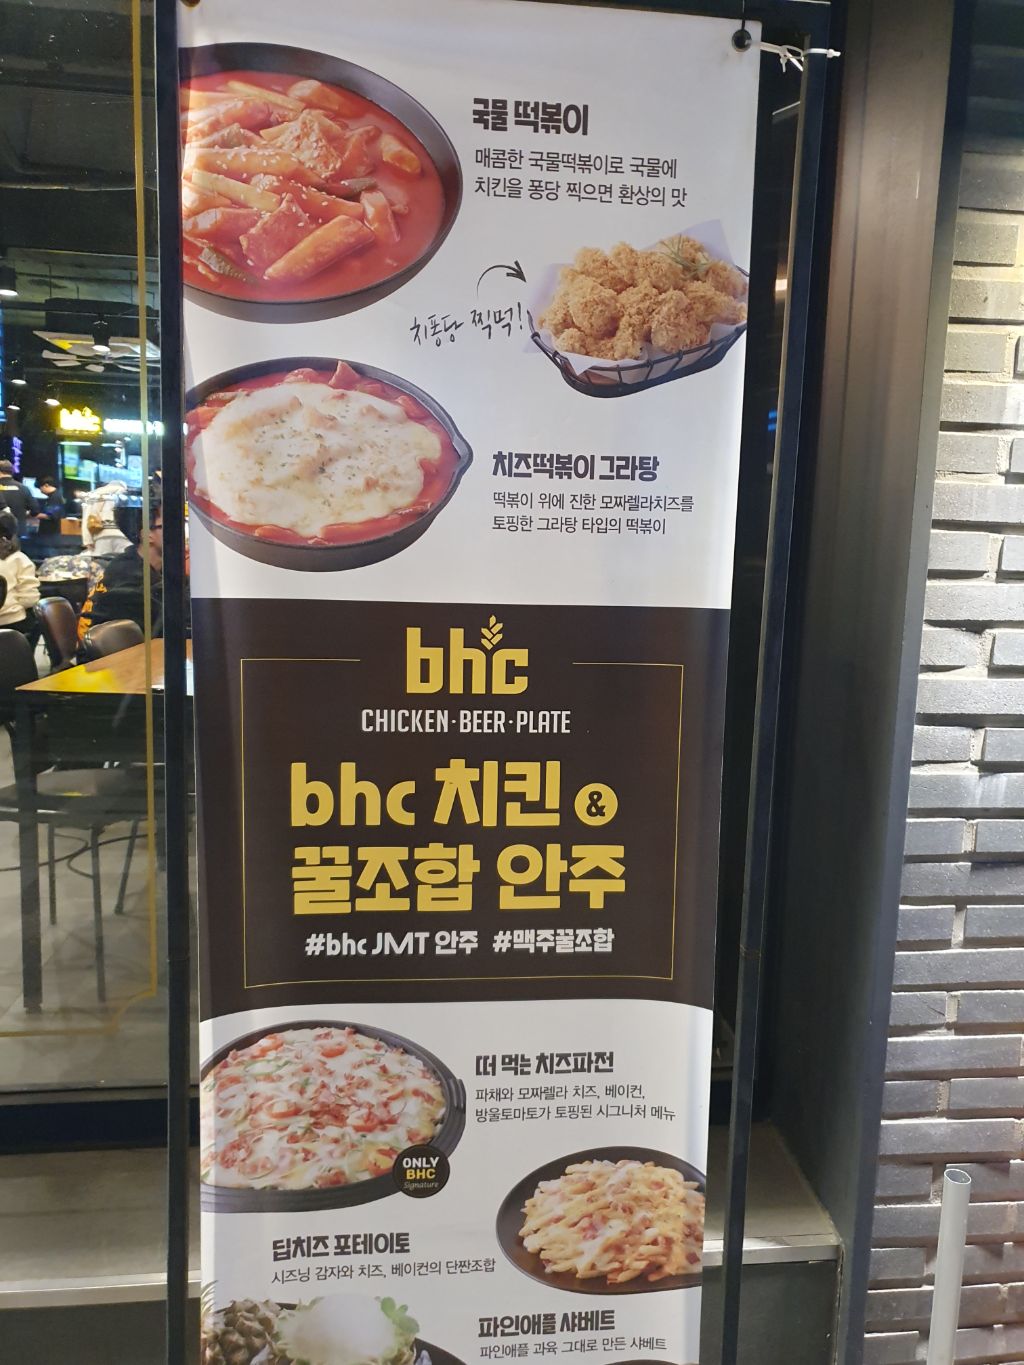 국물 떡볶이
매콤한 국물떡볶이로 국물에
치킨을 퐁당 찍으면 환상의 맛
치퐁당 찍먹!
치즈떡볶이 그라탕
떡볶이 위에 진한 모짜렐라치즈를
토핑한 그라탕 타입의 떡볶이
bhc
bhc
CHICKEN·BEER·PLATE
bhc 치킨 &
꿀조합 안주
#bhc JMT 안주 #맥주꿀조합
떠 먹는 치즈파전
파채와 모짜렐라 치즈, 베이컨,
방울토마토가 토핑된 시그니처 메뉴
ONLY
BHC
Signature
딥치즈 포테이토
시즈닝 감자와 치즈, 베이컨의 단짠조합
파인애플 샤베트
파인애플 과육 그대로 만든 샤베트